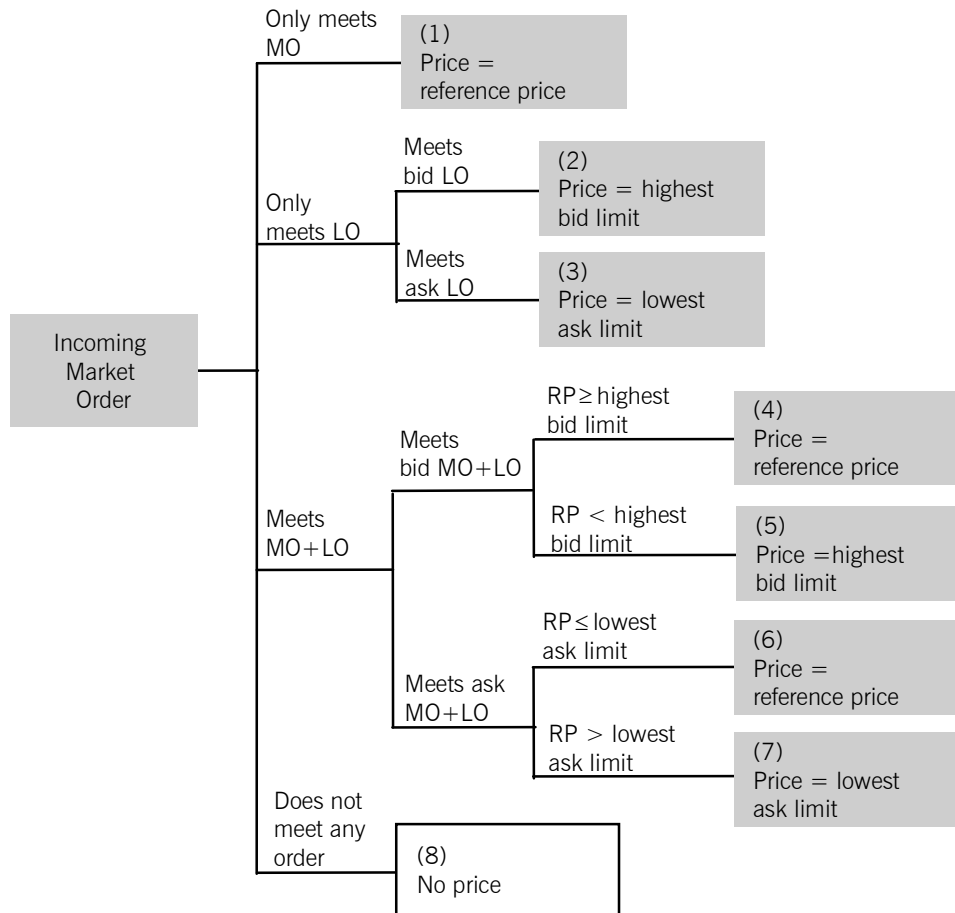 Only meets
MO
(1)
Price =
reference price
Only
meets LO
Meets
bid LO
(2)
Price = highest
bid limit
Meets
ask LO
(3)
Price = lowest
ask limit
Incoming
Market
Order
Meets
MO+LO
Meets
bid MO+LO
RP≥ highest
bid limit
(4)
Price =
reference price
RP < highest
bid limit
(5)
Price =highest
bid limit
Meets ask
MO+LO
RP≤ lowest
ask limit
(6)
Price =
reference price
RP > lowest
ask limit
(7)
Price = lowest
ask limit
Does not
meet any
order
(8)
No price